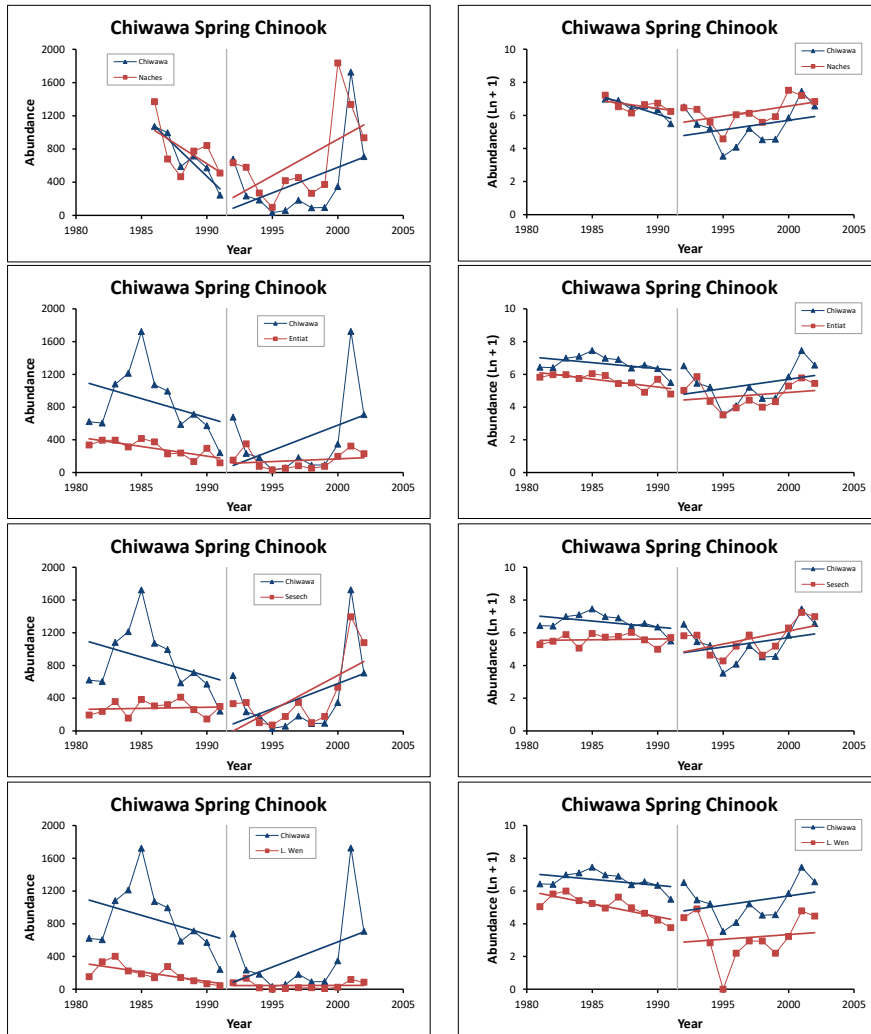 Chiwawa Spring Chinook
2000
1600
1200
800
400
0
1980
1985
1990
1995
2000
2005
Abundance
Year
Chiwawa
Naches
Chiwawa Spring Chinook
10
8
6
4
2
0
1980
1985
1990
1995
2000
2005
Abundance (Ln + 1)
Year
Chiwawa
Naches
Chiwawa Spring Chinook
2000
1600
1200
800
400
0
1980
1985
1990
1995
2000
2005
Abundance
Year
Chiwawa
Entiat
Chiwawa Spring Chinook
10
8
6
4
2
0
1980
1985
1990
1995
2000
2005
Abundance (Ln + 1)
Year
Chiwawa
Entiat
Chiwawa Spring Chinook
2000
1600
1200
800
400
0
1980
1985
1990
1995
2000
2005
Abundance
Year
Chiwawa
Sesech
Chiwawa Spring Chinook
10
8
6
4
2
0
1980
1985
1990
1995
2000
2005
Abundance (Ln + 1)
Year
Chiwawa
Sesech
Chiwawa Spring Chinook
2000
1600
1200
800
400
0
1980
1985
1990
1995
2000
2005
Abundance
Year
Chiwawa
L. Wen
Chiwawa Spring Chinook
10
8
6
4
2
0
1980
1985
1990
1995
2000
2005
Abundance (Ln + 1)
Year
Chiwawa
L. Wen